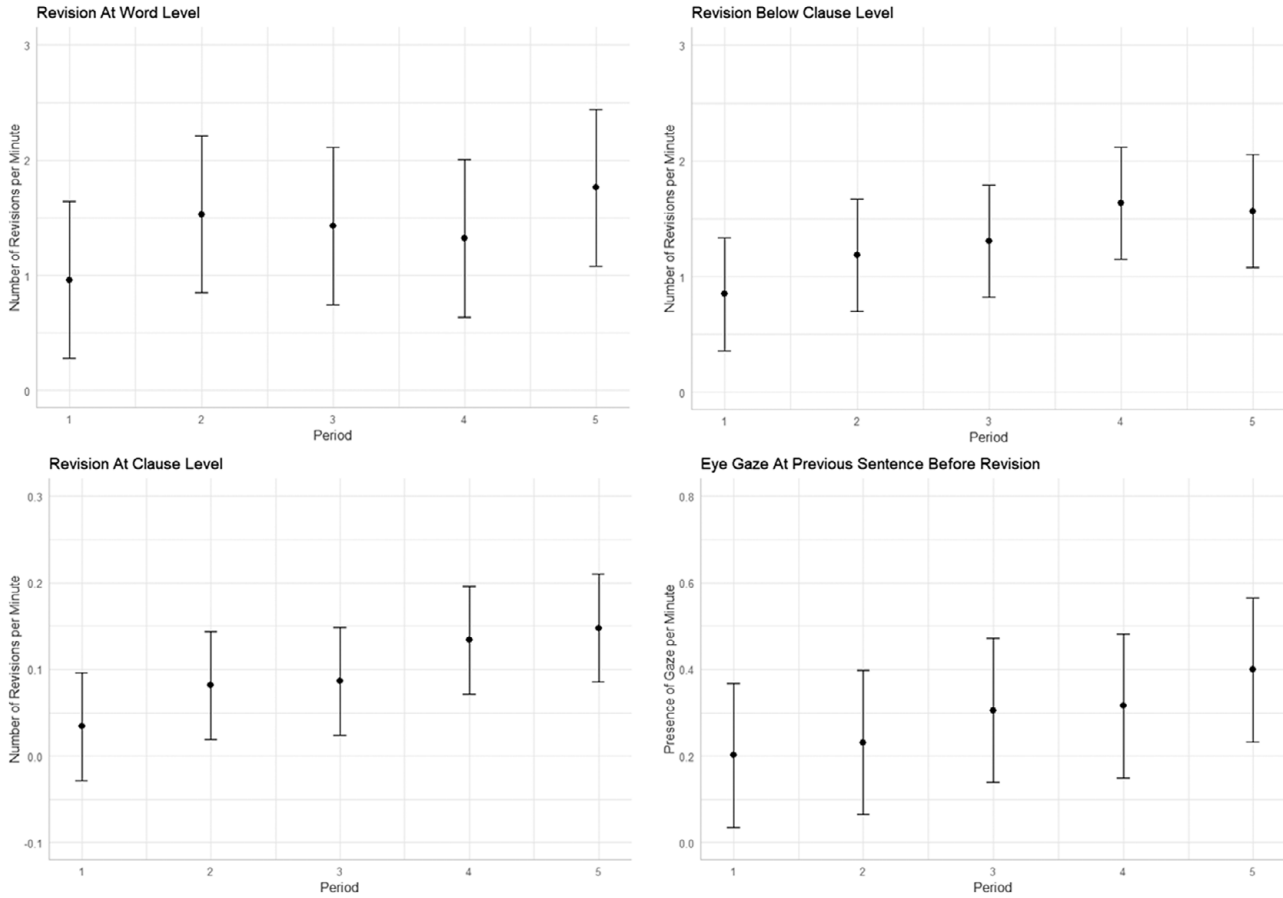 Revision At Word Level
Number of Revisions per Minute
3
2
1
0
1 2 3 4 5
Period
Revision Below Clause Level
Number of Revisions per Minute
3
2
1
0
1 2 3 4 5
Period
Revision At Clause Level
Number of Revisions per Minute
0.3
0.2
0.1
0.0
-0.1
1 2 3 4 5
Period
Eye Gaze At Previous Sentence Before Revision
Presence of Gaze per Minute
0.8
0.6
0.4
0.2
0.0
1 2 3 4 5
Period